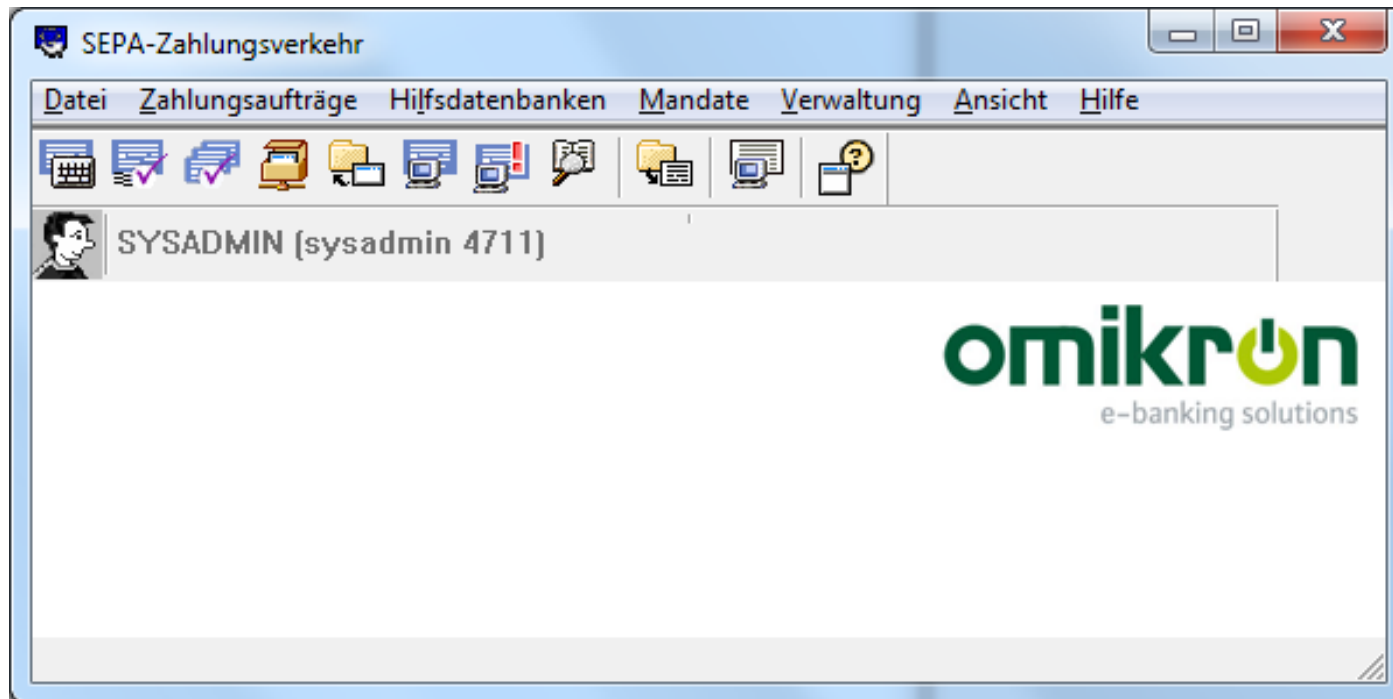 SEPA-Zahlungsverkehr
Datei Zahlungsaufträge Hilfsdatenbanken Mandate Verwaltung Ansicht Hilfe
SYSADMIN (sysadmin 4711)
omikron
e-banking solutions